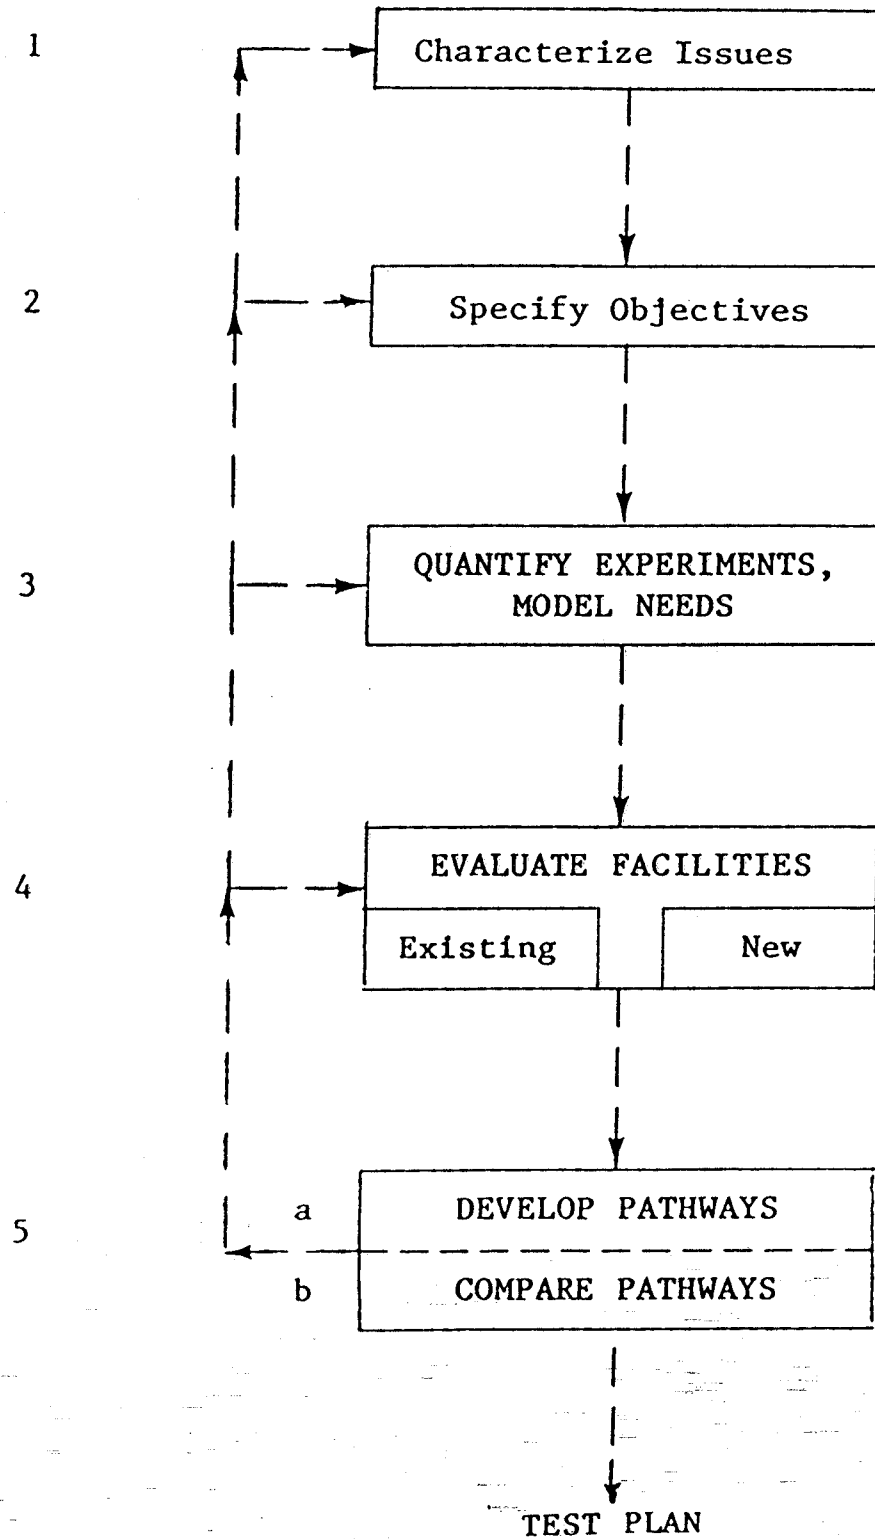 1
Characterize Issues
2
Specify Objectives
3
QUANTIFY EXPERIMENTS,
MODEL NEEDS
4
EVALUATE FACILITIES
Existing
New
5
a
DEVELOP PATHWAYS
b
COMPARE PATHWAYS
TEST PLAN